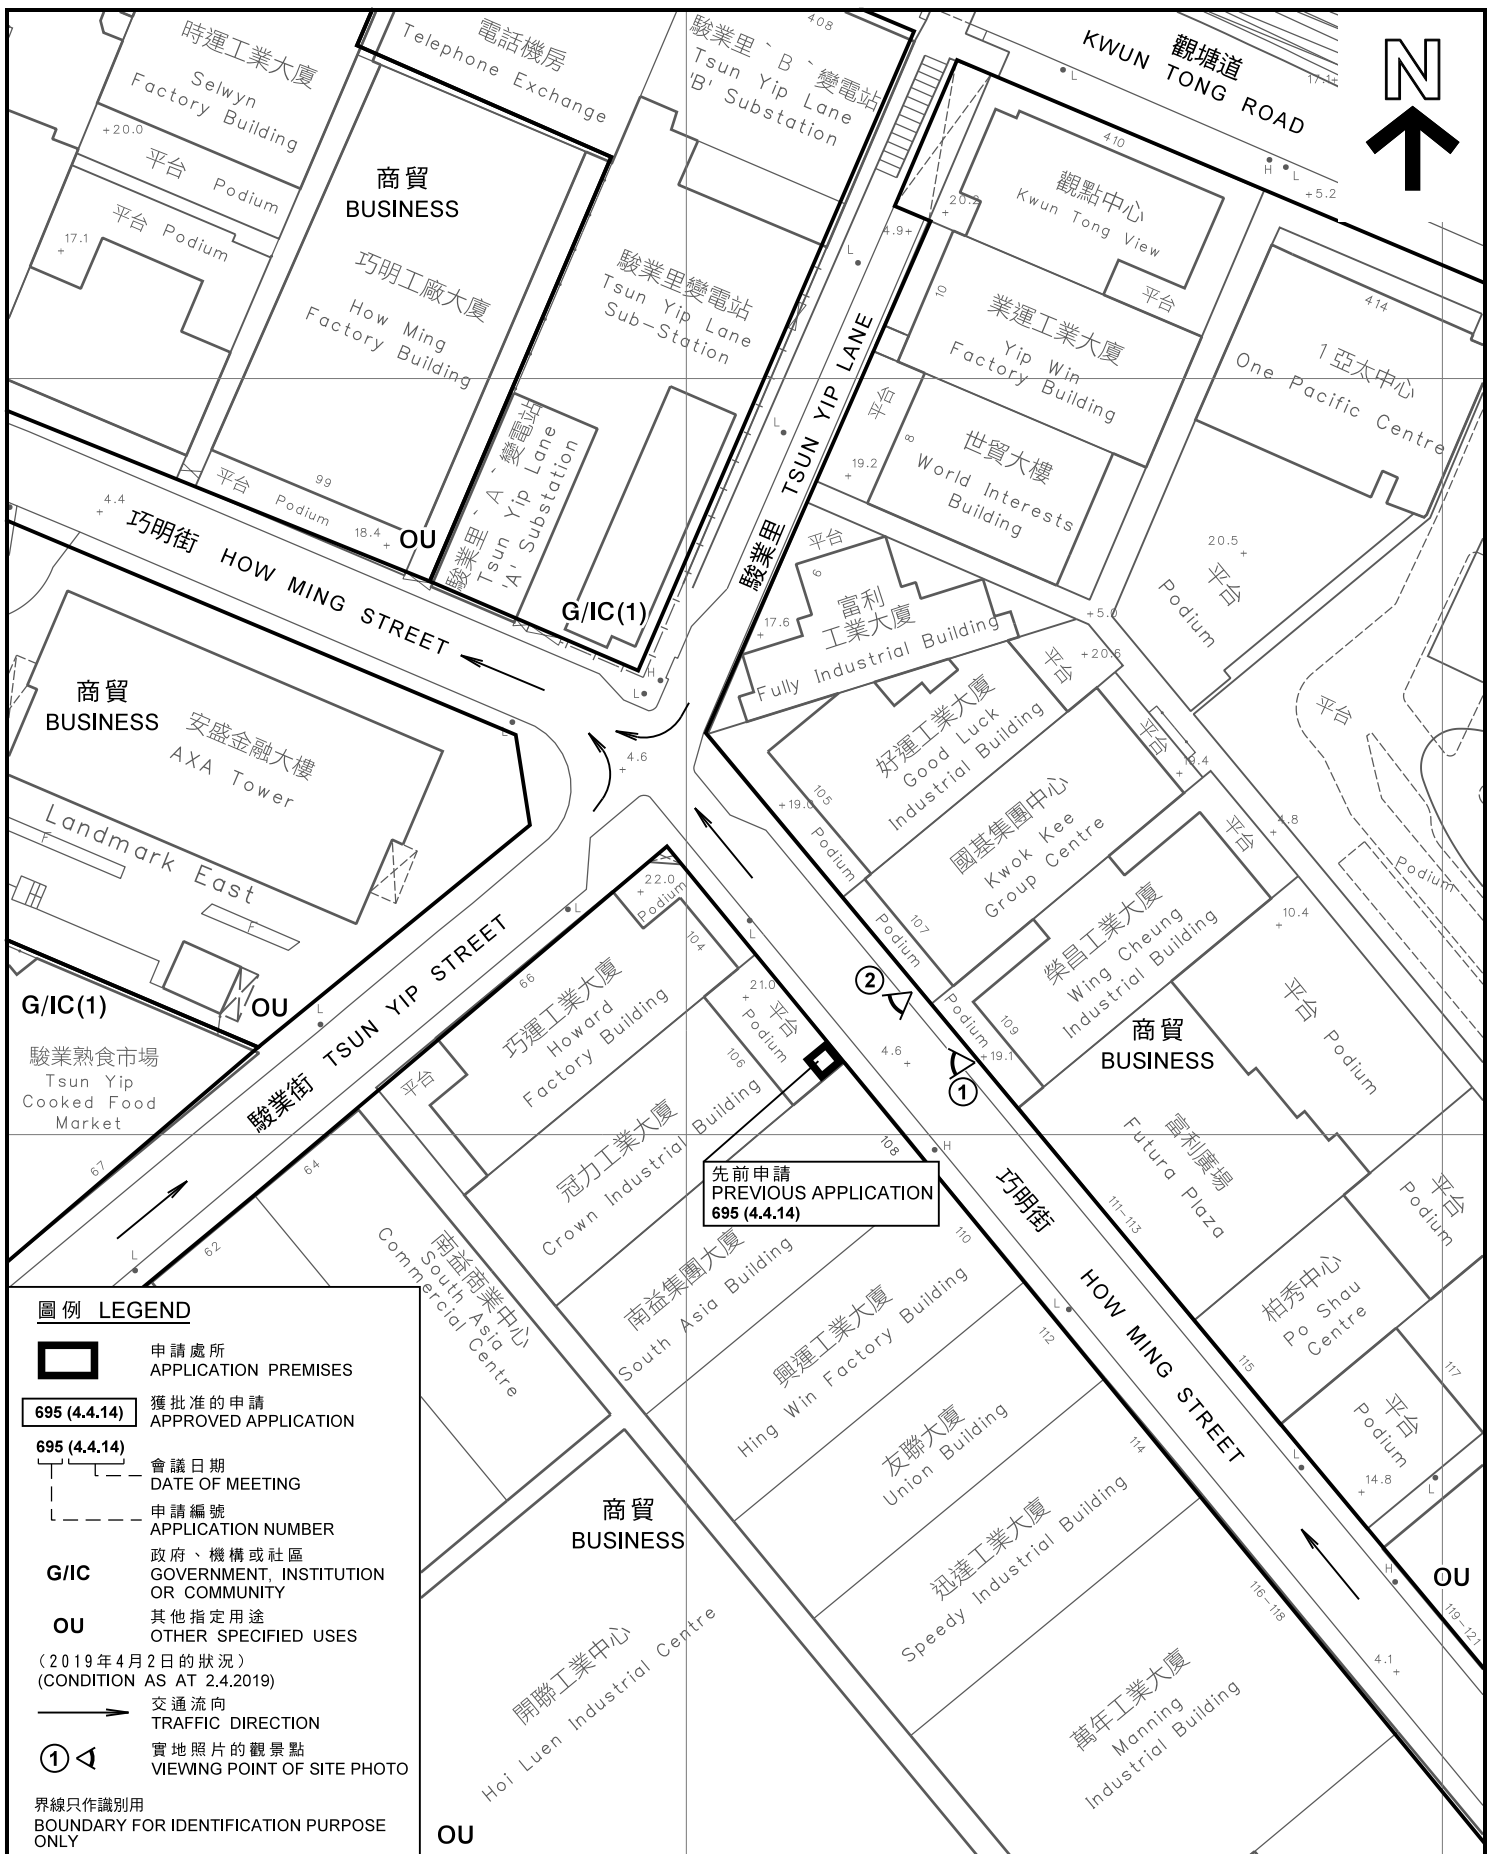 時運工業大廈
Selwyn
Factory Building
+20.0
平台 Podium
平台 Podium
17.1
+
電話機房
Telephone Exchange
408
駿業里、B、變電站
Tsun Yip Lane
'B' Substation
觀塘道
KWUN TONG ROAD
17.1+
L
N
商貿
BUSINESS
巧明工廠大廈
How Ming
Factory Building
駿業里變電站
Tsun Yip Lane
Sub-Station
410
觀點中心
Kwun Tong View
H
L
+5.2
20.2
+
4.9+
L
平台
10
業運工業大廈
Yip Win
Factory Building
414
1亞太中心
One Pacific Centre
駿業里 TSUN YIP LANE
L
平台
8
世貿大樓
World Interests
Building
19.2
+
駿業里、A、變電站
Tsun Yip Lane
'A' Substation
99
平台 Podium
18.4
+
OU
4.4
+
巧明街 HOW MING STREET
G/IC(1)
H
L
平台
6
富利
工業大廈
Fully Industrial Building
17.6
+
20.5
+
平台
Podium
+5.0
+20.6
平台
平台
商貿
BUSINESS
安盛金融大樓
AXA Tower
L
4.6
+
好運工業大廈
Good Luck
Industrial Building
105
+19.0
Podium
平台
19.4
+
國基集團中心
Kwok Kee
Group Centre
107
Podium
平台
4.8
+
Podium
Landmark East
F
F
22.0
+
Podium
L
L
104
66
駿業街 TSUN YIP STREET
榮昌工業大廈
Wing Cheung
Industrial Building
109
Podium
10.4
+
平台 Podium
G/IC(1)
OU
L
巧運工業大廈
Howard
Factory Building
21.0
+
平台
Podium
106
2
4.6
+
+19.1
1
商貿
BUSINESS
駿業熟食市場
Tsun Yip
Cooked Food
Market
平台
冠力工業大廈
Crown Industrial Building
108
H
富利廣場
Futura Plaza
67
64
先前申請
PREVIOUS APPLICATION
695 (4.4.14)
巧明街
111-113
平台
Podium
62
L
南益商業中心
South Asia
Commercial Centre
南益集團大廈
South Asia Building
110
HOW MING STREET
柏秀中心
Po Shau
Centre
L
112
興運工業大廈
Hing Win Factory Building
115
117
平台
Podium
114
友聯大廈
Union Building
L
14.8
+
L
商貿
BUSINESS
迅達工業大廈
Speedy Industrial Building
116-118
H
OU
119-121
開聯工業中心
Hoi Luen Industrial Centre
4.1
+
萬年工業大廈
Manning
Industrial Building
OU
圖例 LEGEND
申請處所
APPLICATION PREMISES
695 (4.4.14)
獲批准的申請
APPROVED APPLICATION
695 (4.4.14)
會議日期
DATE OF MEETING
申請編號
APPLICATION NUMBER
G/IC
政府、機構或社區
GOVERNMENT, INSTITUTION
OR COMMUNITY
OU
其他指定用途
OTHER SPECIFIED USES
(2019年4月2日的狀況)
(CONDITION AS AT 2.4.2019)
交通流向
TRAFFIC DIRECTION
1
實地照片的觀景點
VIEWING POINT OF SITE PHOTO
界線只作識別用
BOUNDARY FOR IDENTIFICATION PURPOSE
ONLY